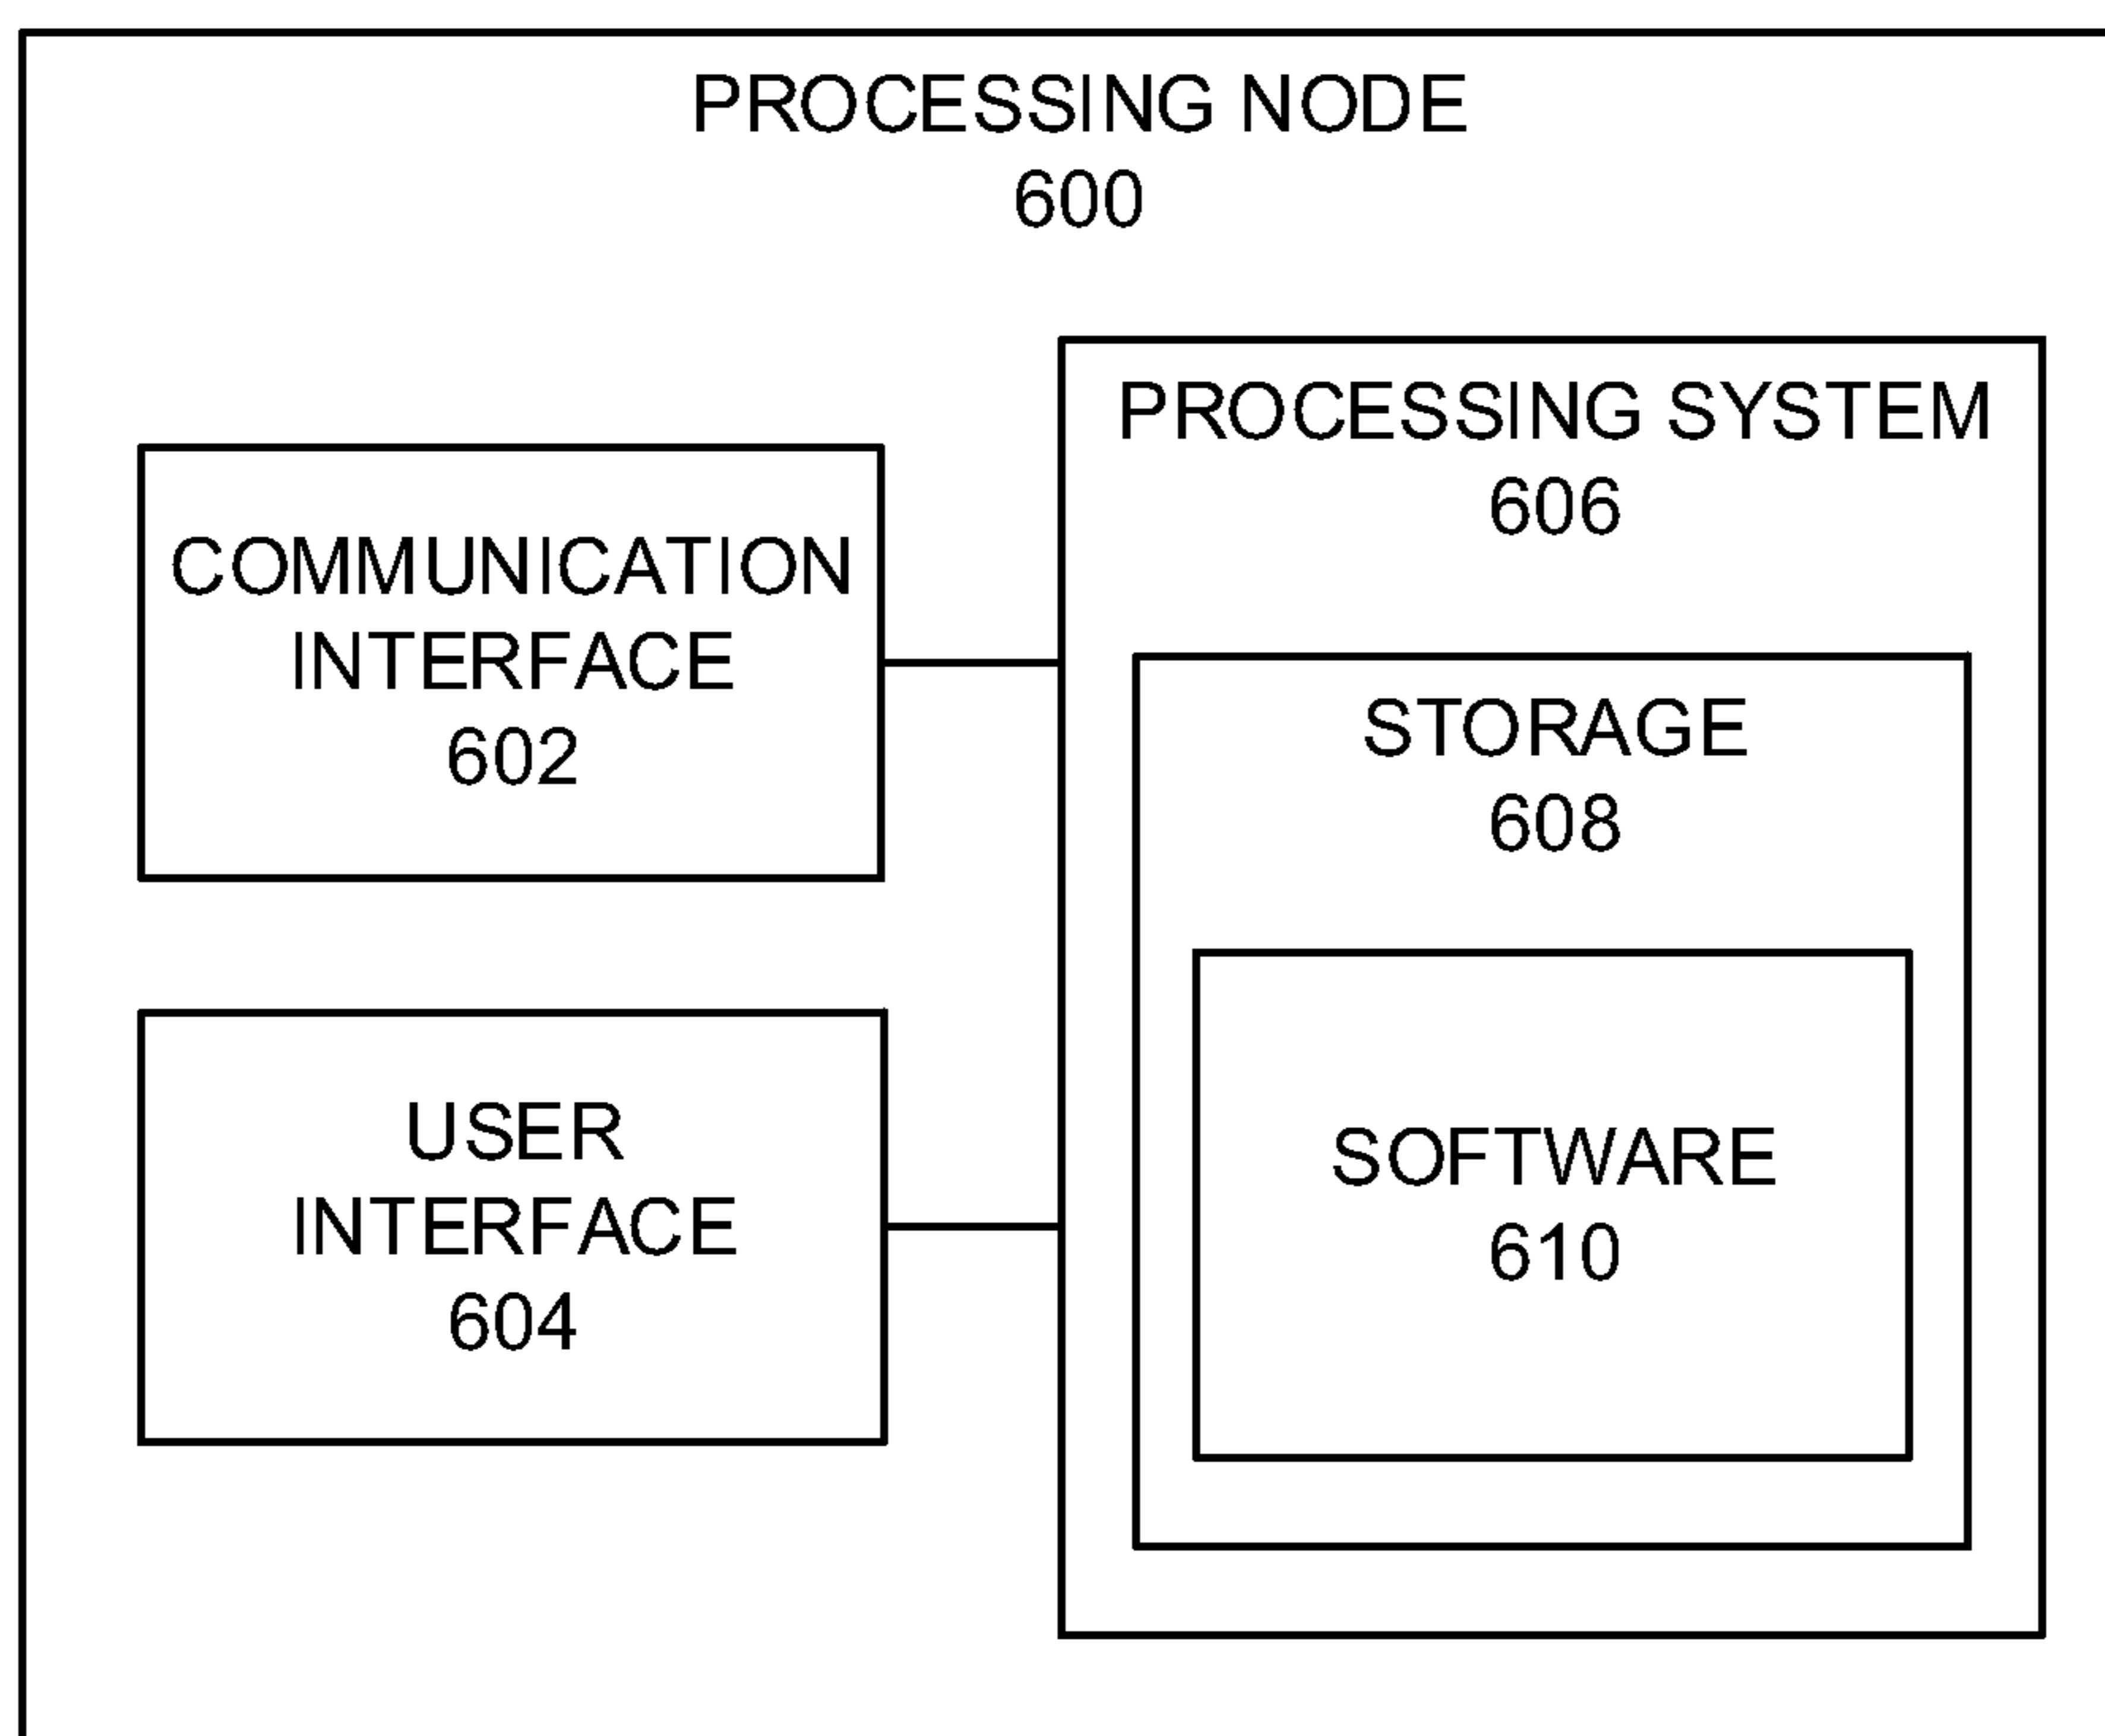 PROCESSING NODE
600
PROCESSING SYSTEM
606
COMMUNICATION
INTERFACE
602
STORAGE
608
USER
INTERFACE
604
SOFTWARE
610